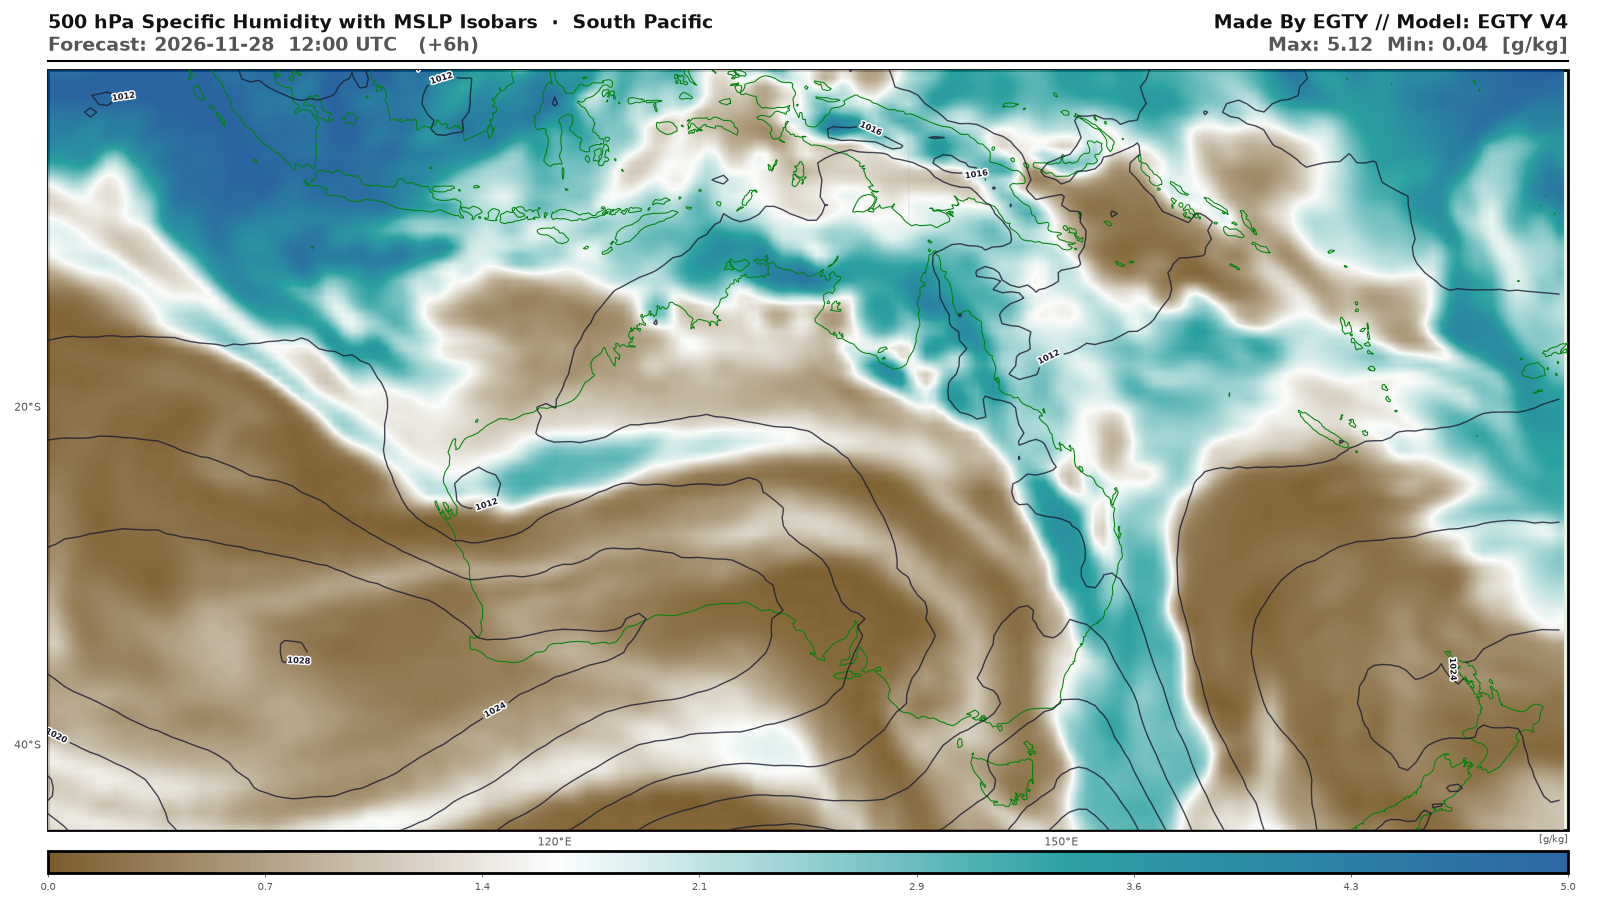 500 hPa Specific Humidity with MSLP Isobars · South Pacific
Made By EGTY // Model: EGTY V4
Forecast: 2026-11-28 12:00 UTC (+6h)
Max: 5.12 Min: 0.04 [g/kg]
1012
1012
1016
1016
1012
20°S
1012
1028
1024
1024
1020
40°S
120°E
150°E
[g/kg]
0.0
0.7
1.4
2.1
2.9
3.6
4.3
5.0